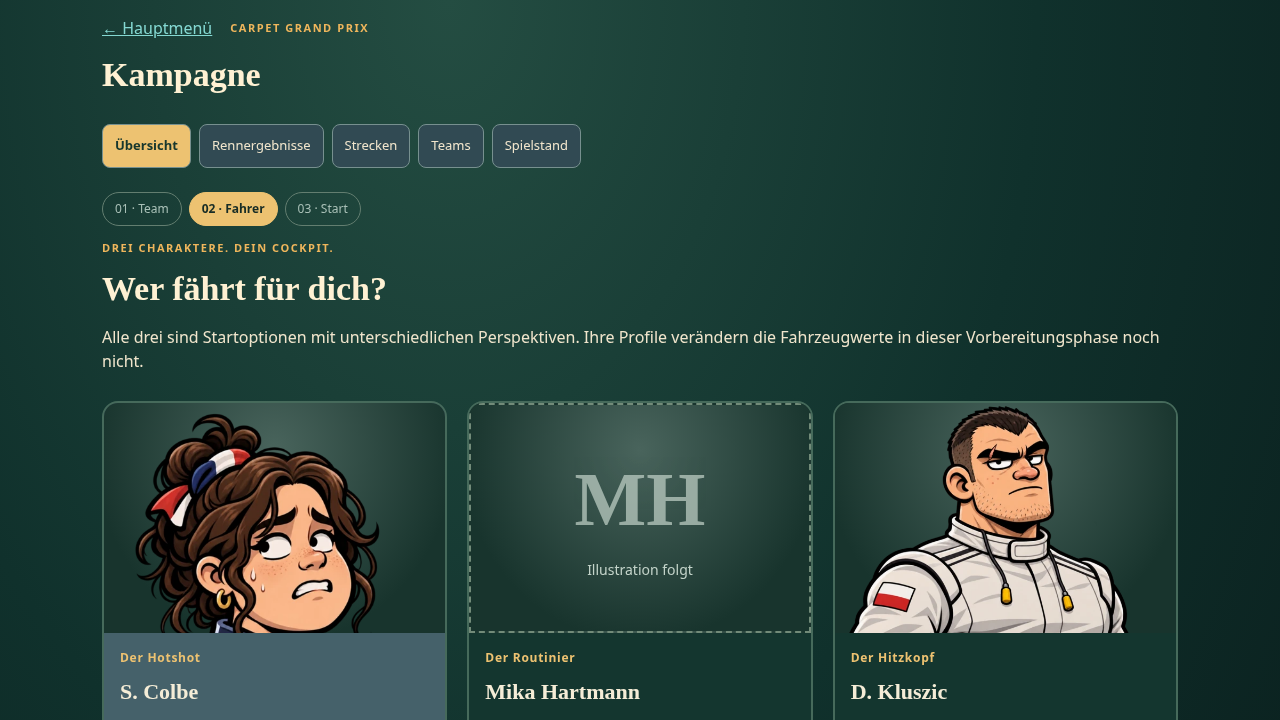 ← Hauptmenü
CARPET GRAND PRIX
Kampagne
Übersicht
Rennergebnisse
Strecken
Teams
Spielstand
01 · Team
02 · Fahrer
03 · Start
DREI CHARAKTERE. DEIN COCKPIT.
Wer fährt für dich?
Alle drei sind Startoptionen mit unterschiedlichen Perspektiven. Ihre Profile verändern die Fahrzeugwerte in dieser Vorbereitungsphase noch
nicht.
MH
Illustration folgt
Der Hotshot
S. Colbe
Der Routinier
Mika Hartmann
Der Hitzkopf
D. Kluszic